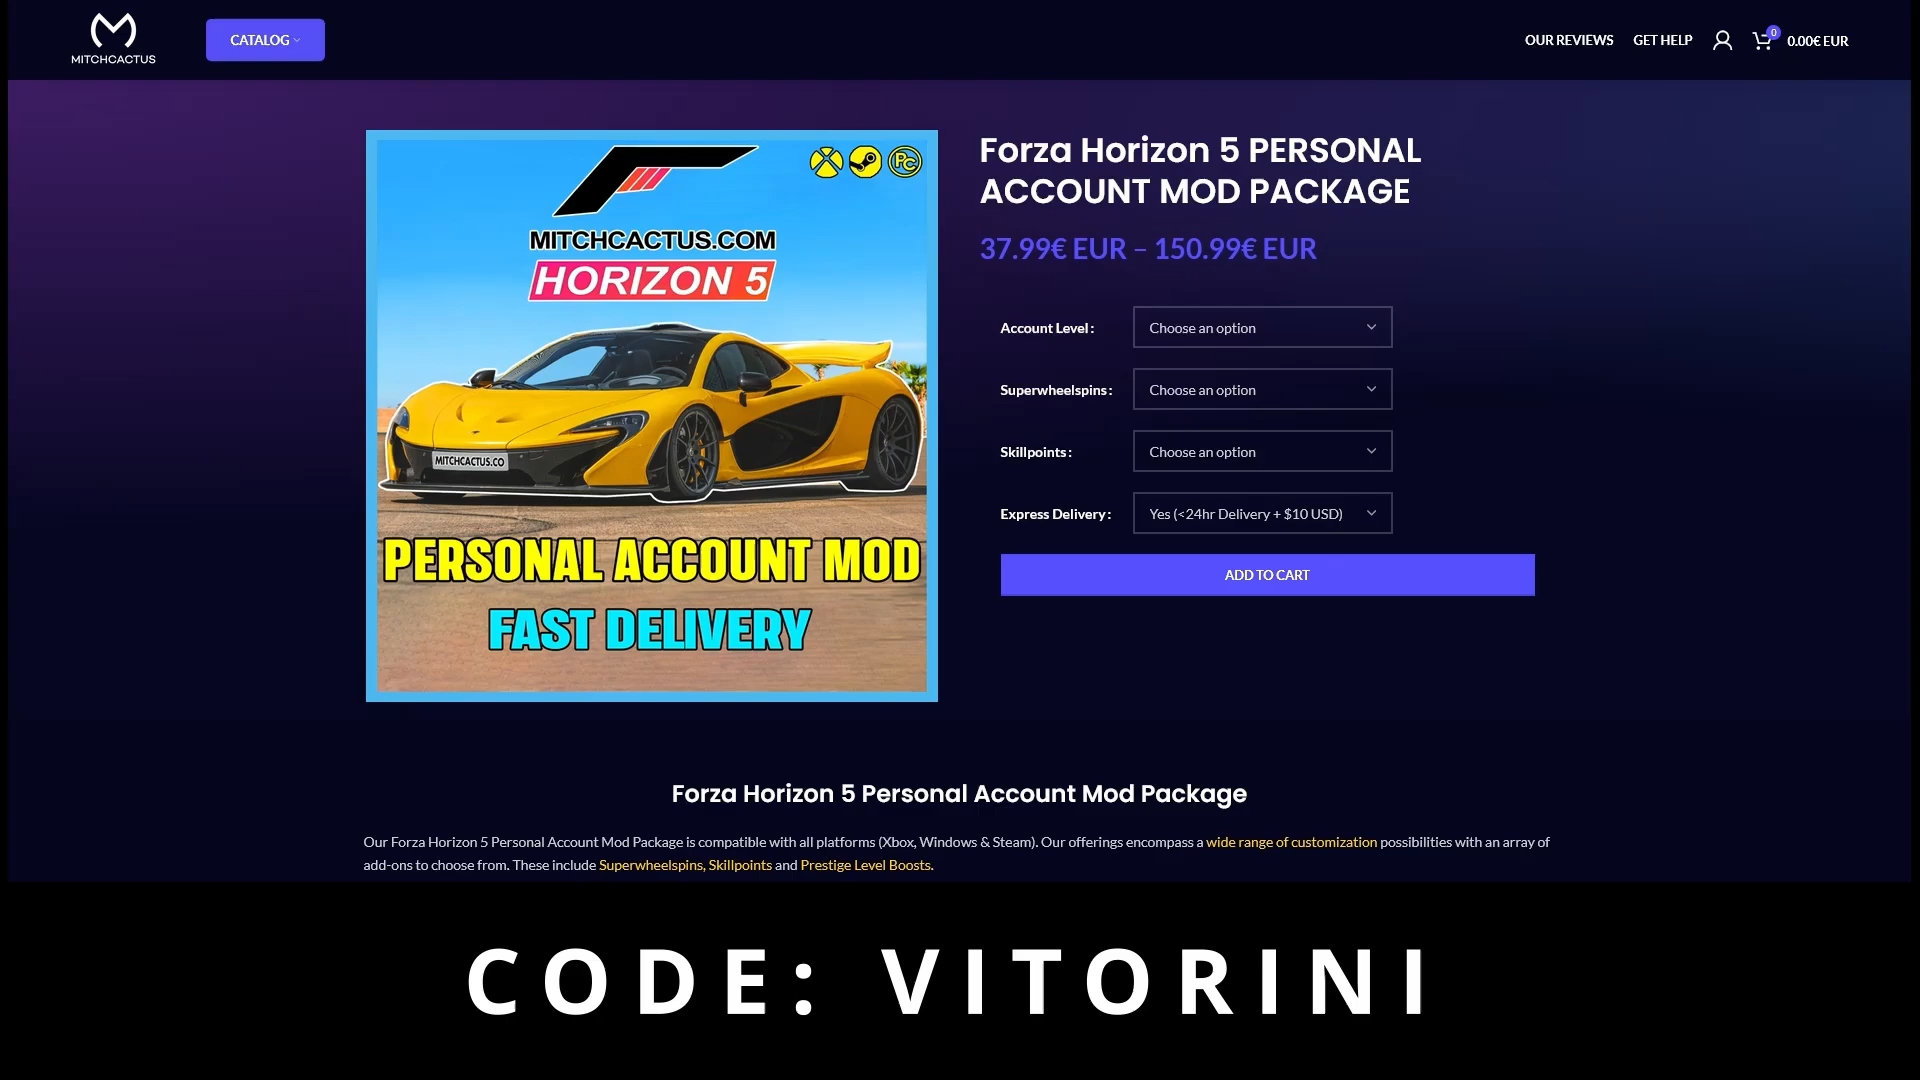 MITCHCACTUS
CATALOG
OUR REVIEWS
GET HELP
0
0.00€ EUR
PC
MITCHCACTUS.COM
HORIZON 5
MITCHCACTUS.CO
PERSONAL ACCOUNT MOD
FAST DELIVERY
Forza Horizon 5 PERSONAL
ACCOUNT MOD PACKAGE
37.99€ EUR – 150.99€ EUR
Account Level :
Choose an option
Superwheelspins :
Choose an option
Skillpoints :
Choose an option
Express Delivery :
Yes (<24hr Delivery + $10 USD)
ADD TO CART
Forza Horizon 5 Personal Account Mod Package
Our Forza Horizon 5 Personal Account Mod Package is compatible with all platforms (Xbox, Windows & Steam). Our offerings encompass a wide range of customization possibilities with an array of
add-ons to choose from. These include Superwheelspins, Skillpoints and Prestige Level Boosts.
CODE: VITORINI